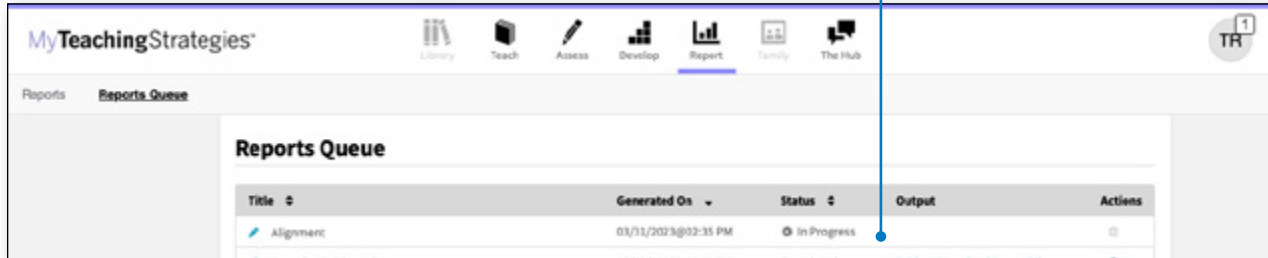 MyTeachingStrategies
Library Teach Assess Develop Report Family The Hub
TR 1
Reports Reports Queue
Reports Queue
Title Generated On Status Output Actions
Alignment 03/31/2023@02:35 PM In Progress